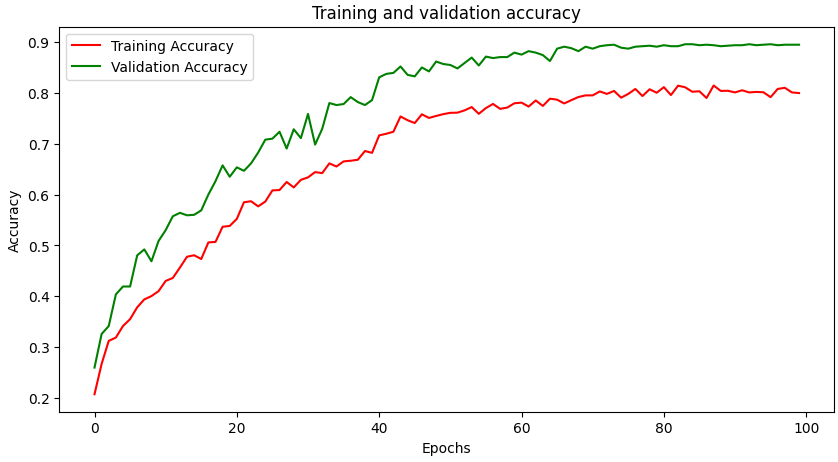 Training and validation accuracy
Training Accuracy
Validation Accuracy
Accuracy
0.9
0.8
0.7
0.6
0.5
0.4
0.3
0.2
0 20 40 60 80 100
Epochs